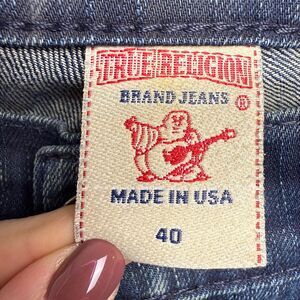 TRUE RELIGION
BRAND JEANS ®
MADE IN USA
40